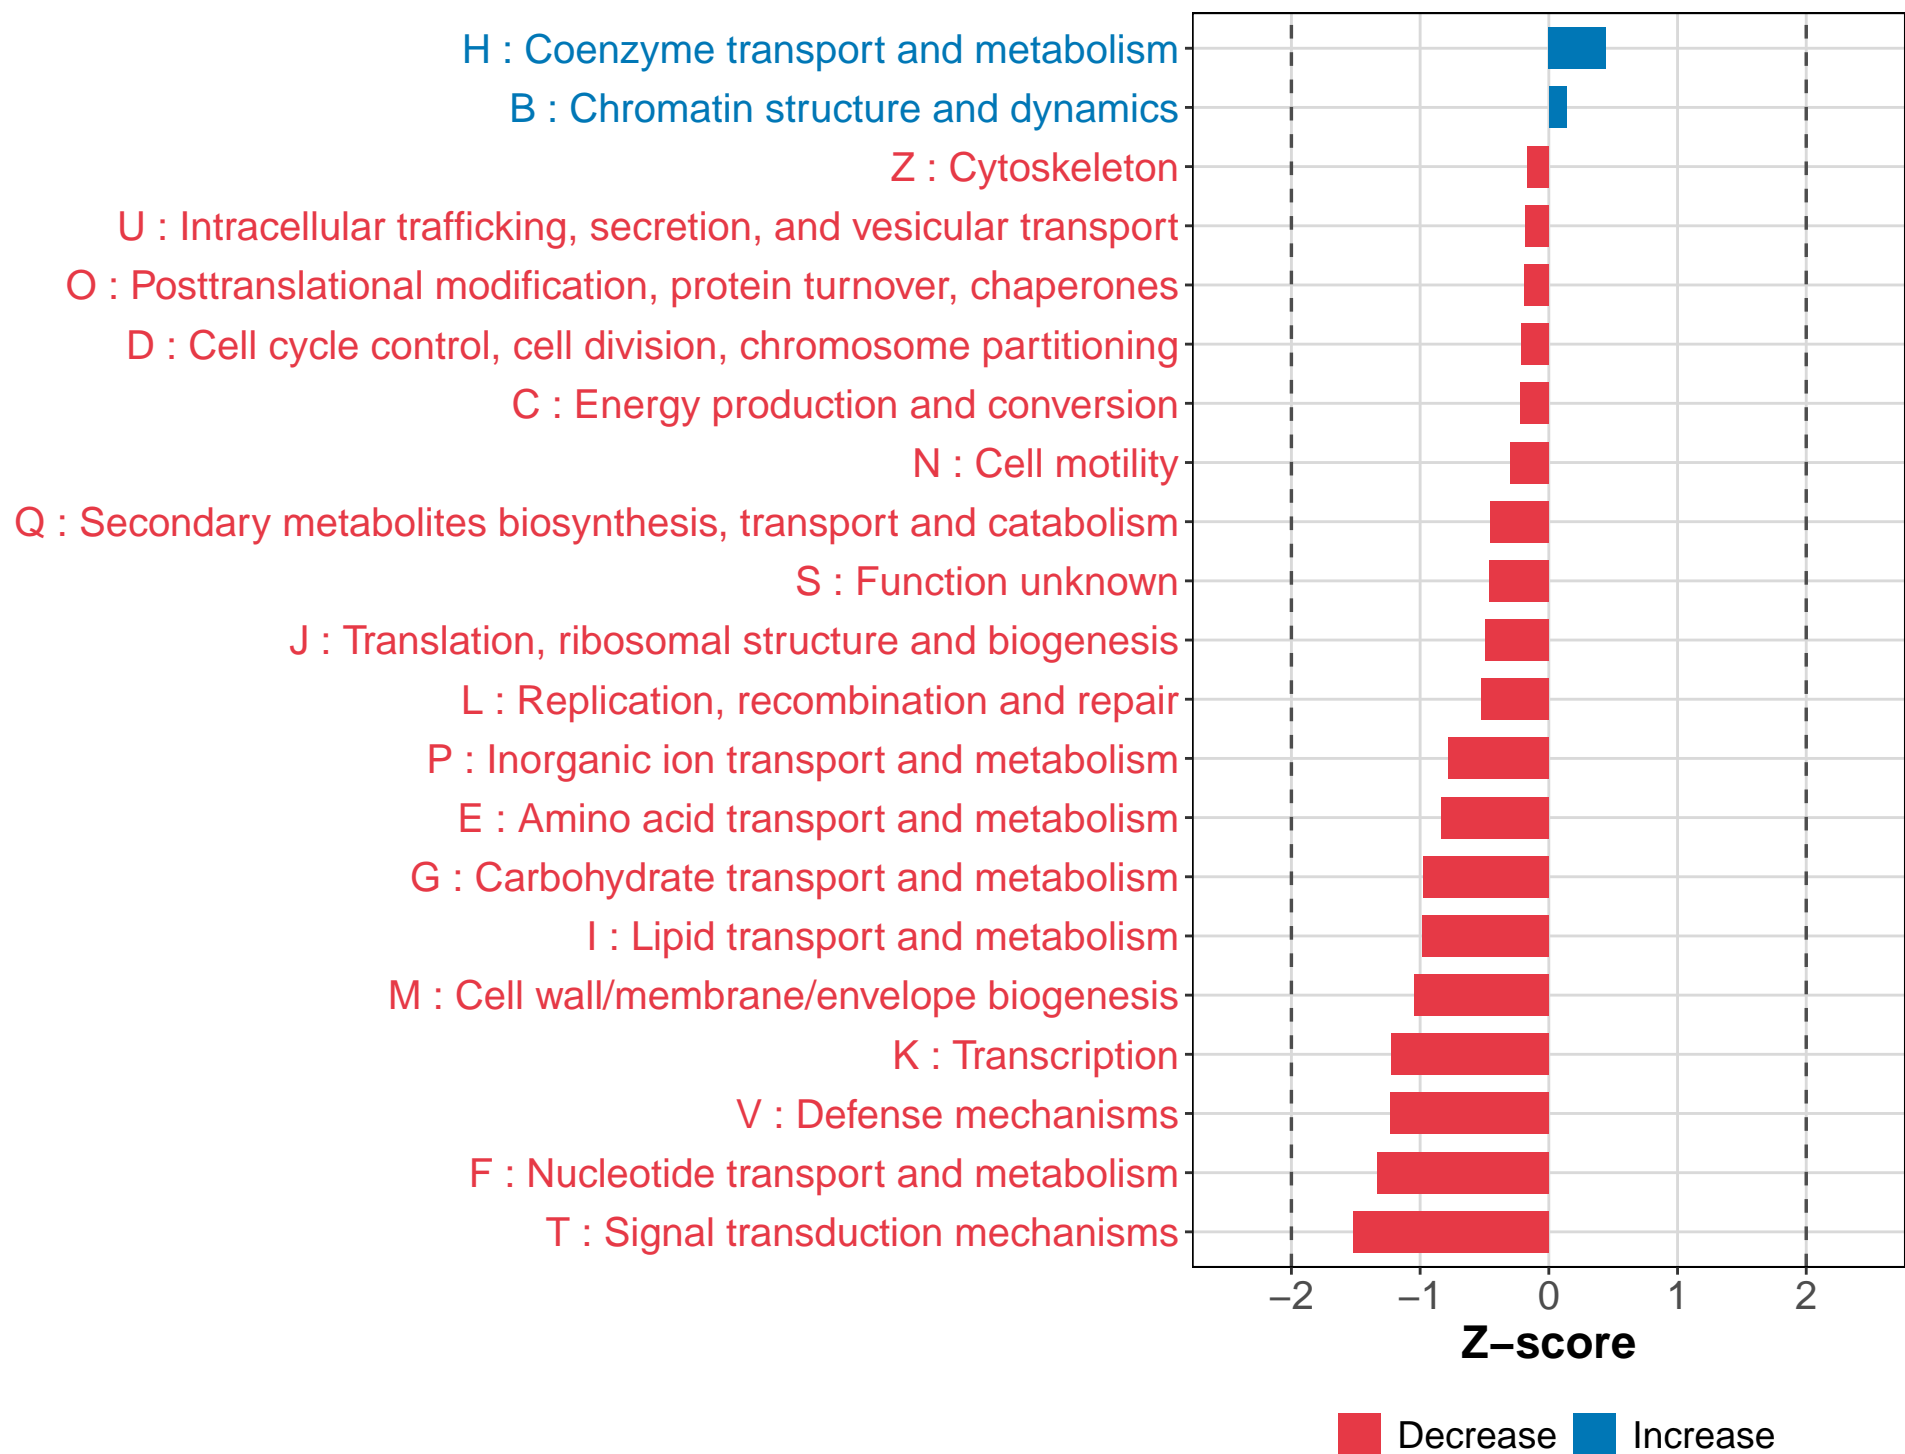 H : Coenzyme transport and metabolism
B : Chromatin structure and dynamics
Z : Cytoskeleton
U : Intracellular trafficking, secretion, and vesicular transport
O : Posttranslational modification, protein turnover, chaperones
D : Cell cycle control, cell division, chromosome partitioning
C : Energy production and conversion
N : Cell motility
Q : Secondary metabolites biosynthesis, transport and catabolism
S : Function unknown
J : Translation, ribosomal structure and biogenesis
L : Replication, recombination and repair
P : Inorganic ion transport and metabolism
E : Amino acid transport and metabolism
G : Carbohydrate transport and metabolism
I : Lipid transport and metabolism
M : Cell wall/membrane/envelope biogenesis
K : Transcription
V : Defense mechanisms
F : Nucleotide transport and metabolism
T : Signal transduction mechanisms
−2 −1 0 1 2
Z−score
Decrease Increase